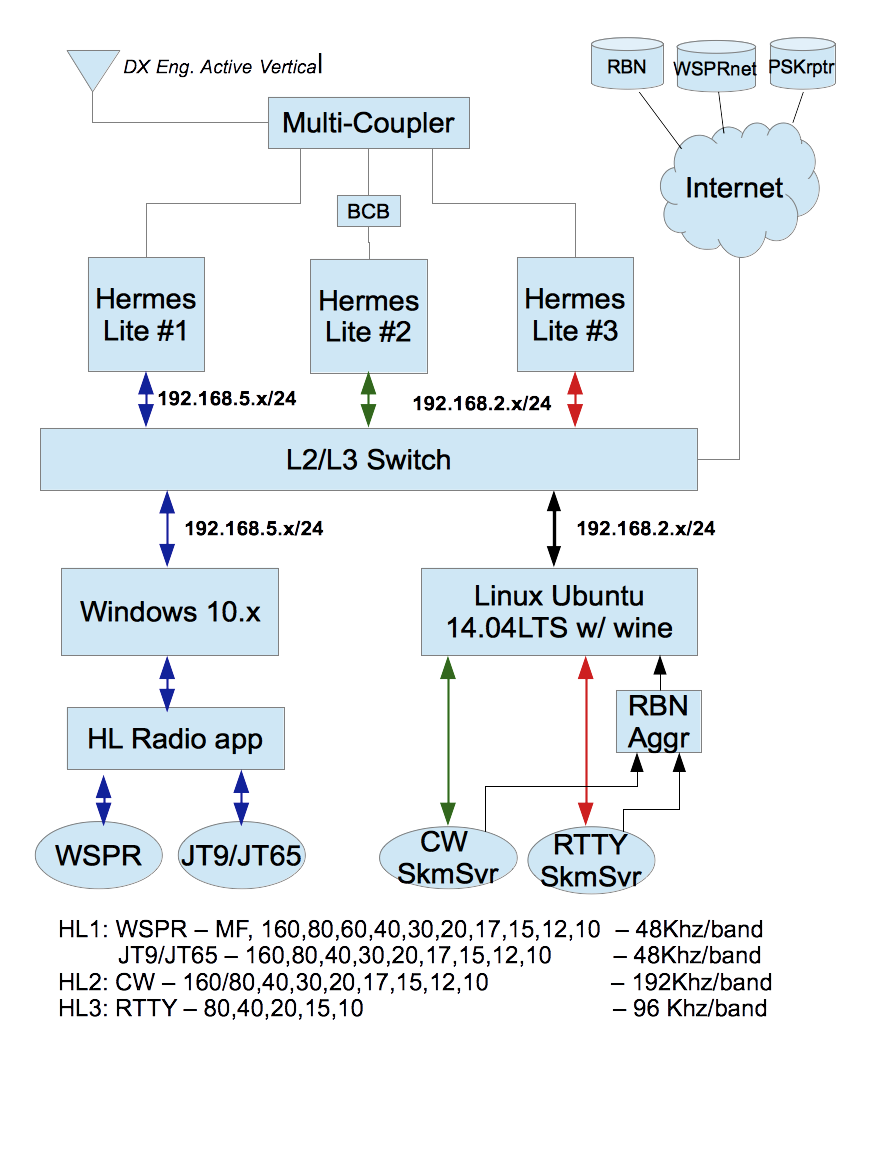 DX Eng. Active Vertical
RBN
WSPRnet
PSKrptr
Multi-Coupler
Internet
BCB
Hermes
Lite #1
Hermes
Lite #2
Hermes
Lite #3
192.168.5.x/24
192.168.2.x/24
L2/L3 Switch
192.168.5.x/24
192.168.2.x/24
Windows 10.x
Linux Ubuntu
14.04LTS w/ wine
HL Radio app
RBN
Aggr
WSPR
JT9/JT65
CW
SkmSvr
RTTY
SkmSvr
HL1: WSPR – MF, 160,80,60,40,30,20,17,15,12,10 – 48Khz/band
JT9/JT65 – 160,80,40,30,20,17,15,12,10 – 48Khz/band
HL2: CW – 160/80,40,30,20,17,15,12,10 – 192Khz/band
HL3: RTTY – 80,40,20,15,10 – 96 Khz/band